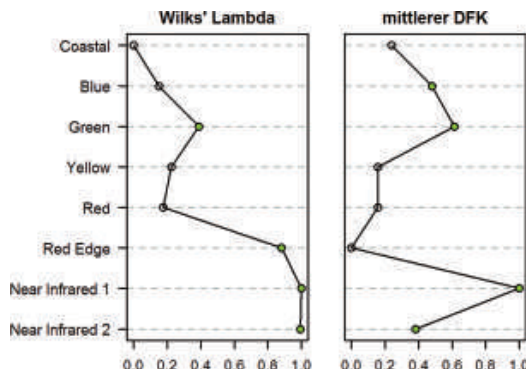 Wilks' Lambda
mittlerer DFK
Coastal
Blue
Green
Yellow
Red
Red Edge
Near Infrared 1
Near Infrared 2
0.0 0.2 0.4 0.6 0.8 1.0
0.0 0.2 0.4 0.6 0.8 1.0